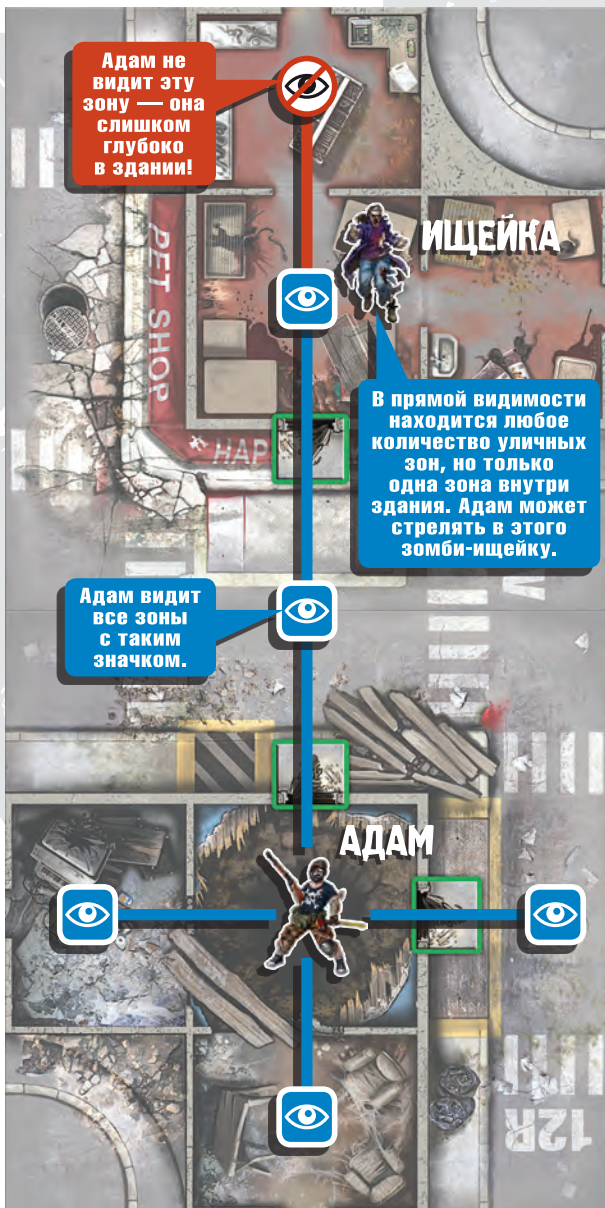 Адам не
видит эту
зону — она
слишком
глубоко
в здании!
ИЩЕЙКА
PET SHOP
HAP
В прямой видимости
находится любое
количество уличных
зон, но только
одна зона внутри
здания. Адам может
стрелять в этого
зомби-ищейку.
Адам видит
все зоны
с таким
значком.
АДАМ
12R